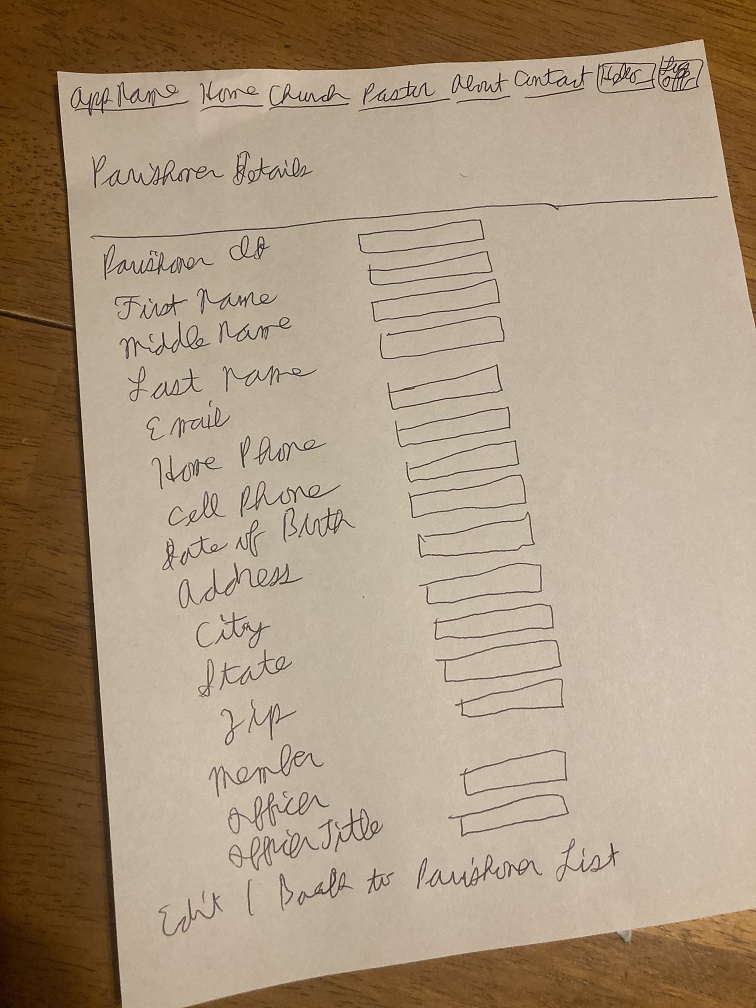 App Name Home Church Pastor About Contact Hello Log off
Parishoner Details
Parishoner Id
First Name
Middle Name
Last Name
Email
Home Phone
Cell Phone
Date of Birth
Address
City
State
Zip
Member
Officer
Officer Title
Edit | Back to Parishoner List